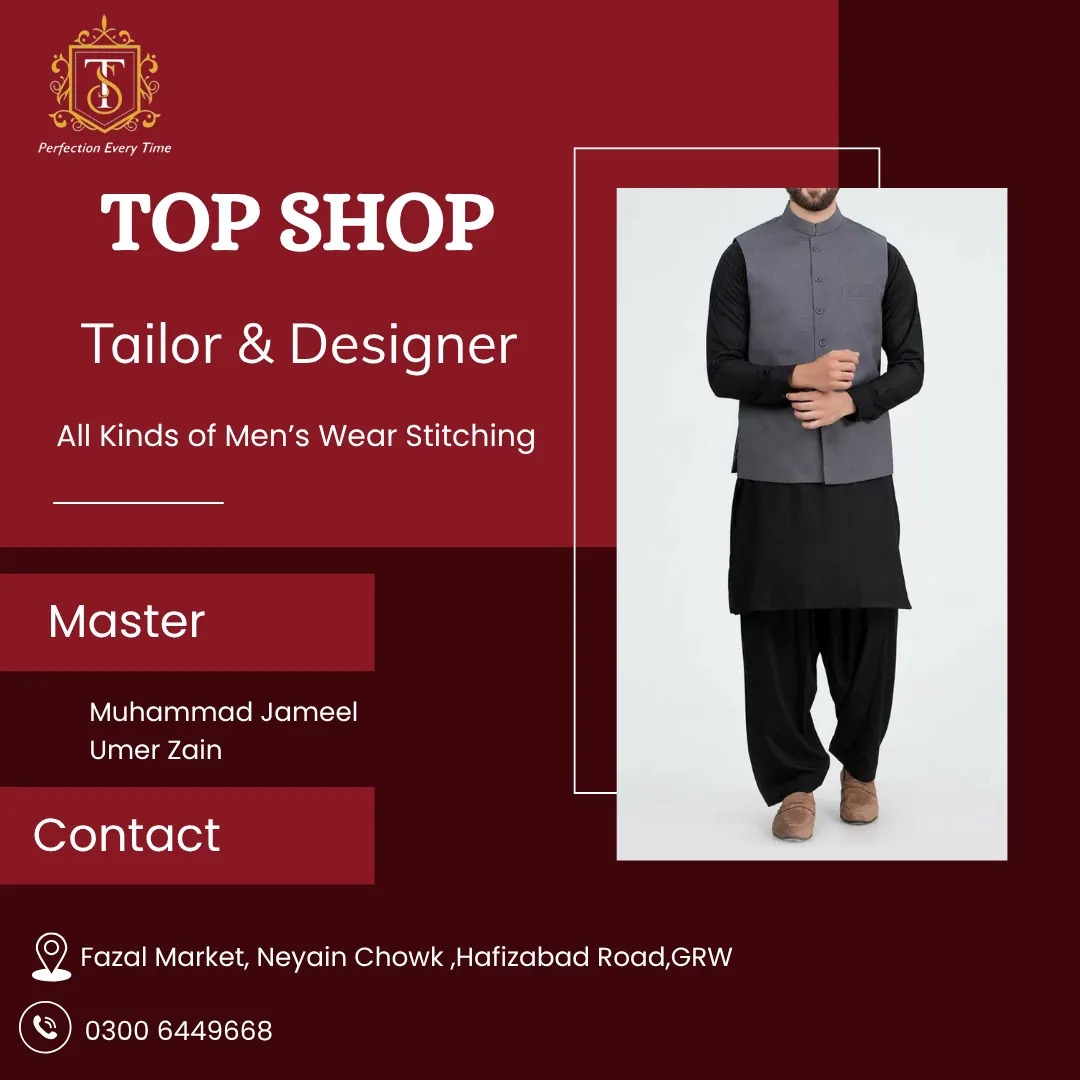 TS
Perfection Every Time
TOP SHOP
Tailor & Designer
All Kinds of Men’s Wear Stitching
Master
Muhammad Jameel
Umer Zain
Contact
Fazal Market, Neyain Chowk ,Hafizabad Road,GRW
0300 6449668